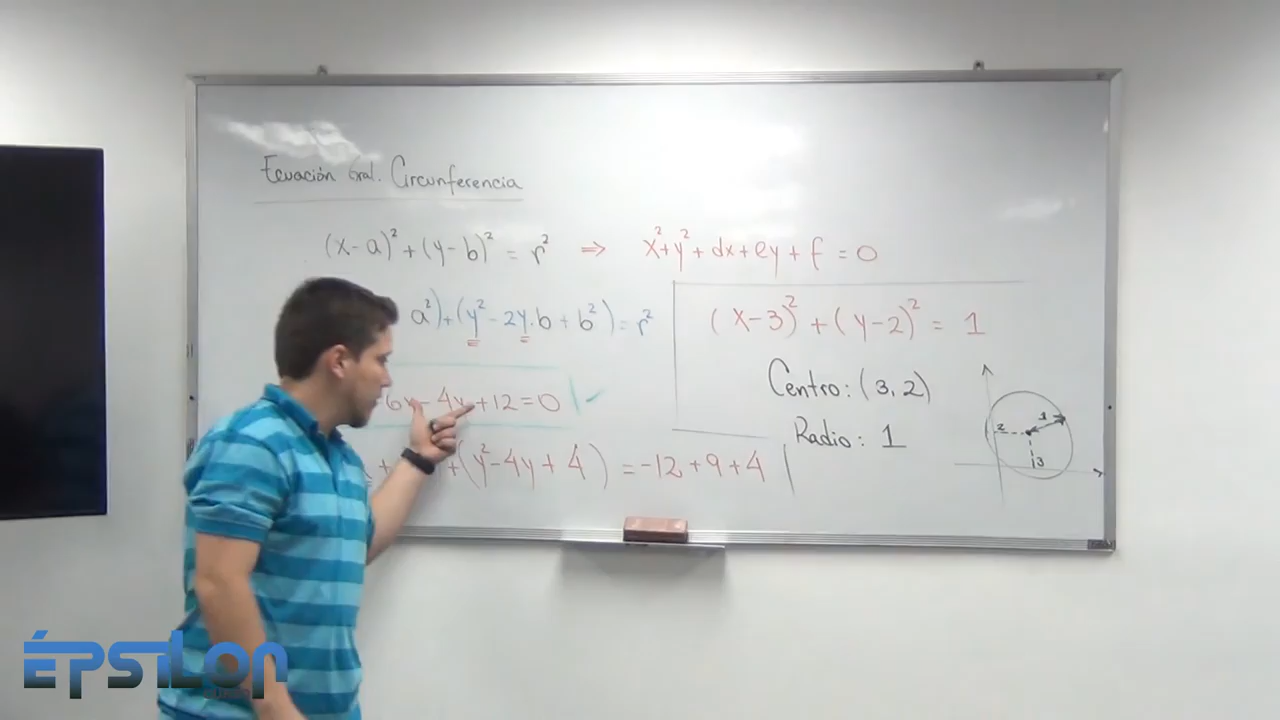 Ecuación Gral. Circunferencia
(x-a)² + (y-b)² = r² ⇒ x²+y²+dx+ey+f = 0
a²)+(y² - 2y.b + b²) = r²
(x-3)² + (y-2)² = 1
Centro: (3,2)
Radio: 1
6x - 4y + 12 = 0
+(y² - 4y + 4) = -12 + 9 + 4
2
3
ÉPSILON